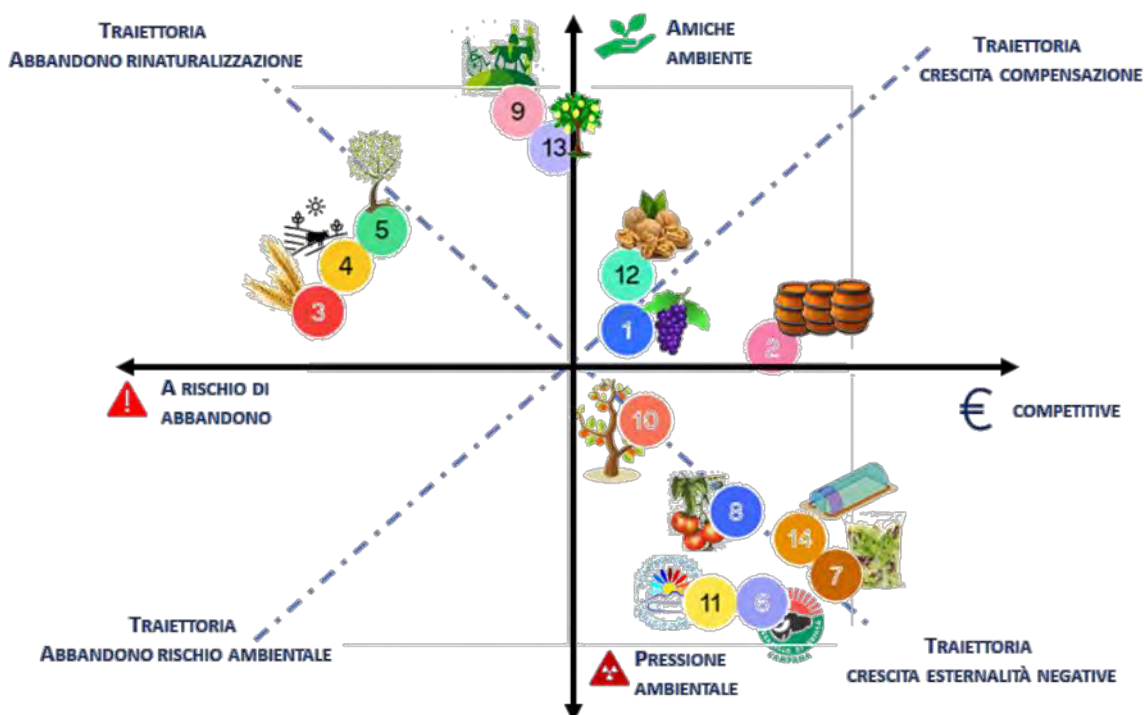 TRAIETTORIA
ABBANDONO RINATURALIZZAZIONE
AMICHE
AMBIENTE
TRAIETTORIA
CRESCITA COMPENSAZIONE
9
13
5
4
3
12
1
2
A RISCHIO DI
ABBANDONO
€ COMPETITIVE
10
8
14
7
11
6
TRAIETTORIA
ABBANDONO RISCHIO AMBIENTALE
PRESSIONE
AMBIENTALE
TRAIETTORIA
CRESCITA ESTERNALITÀ NEGATIVE
CAMPANA